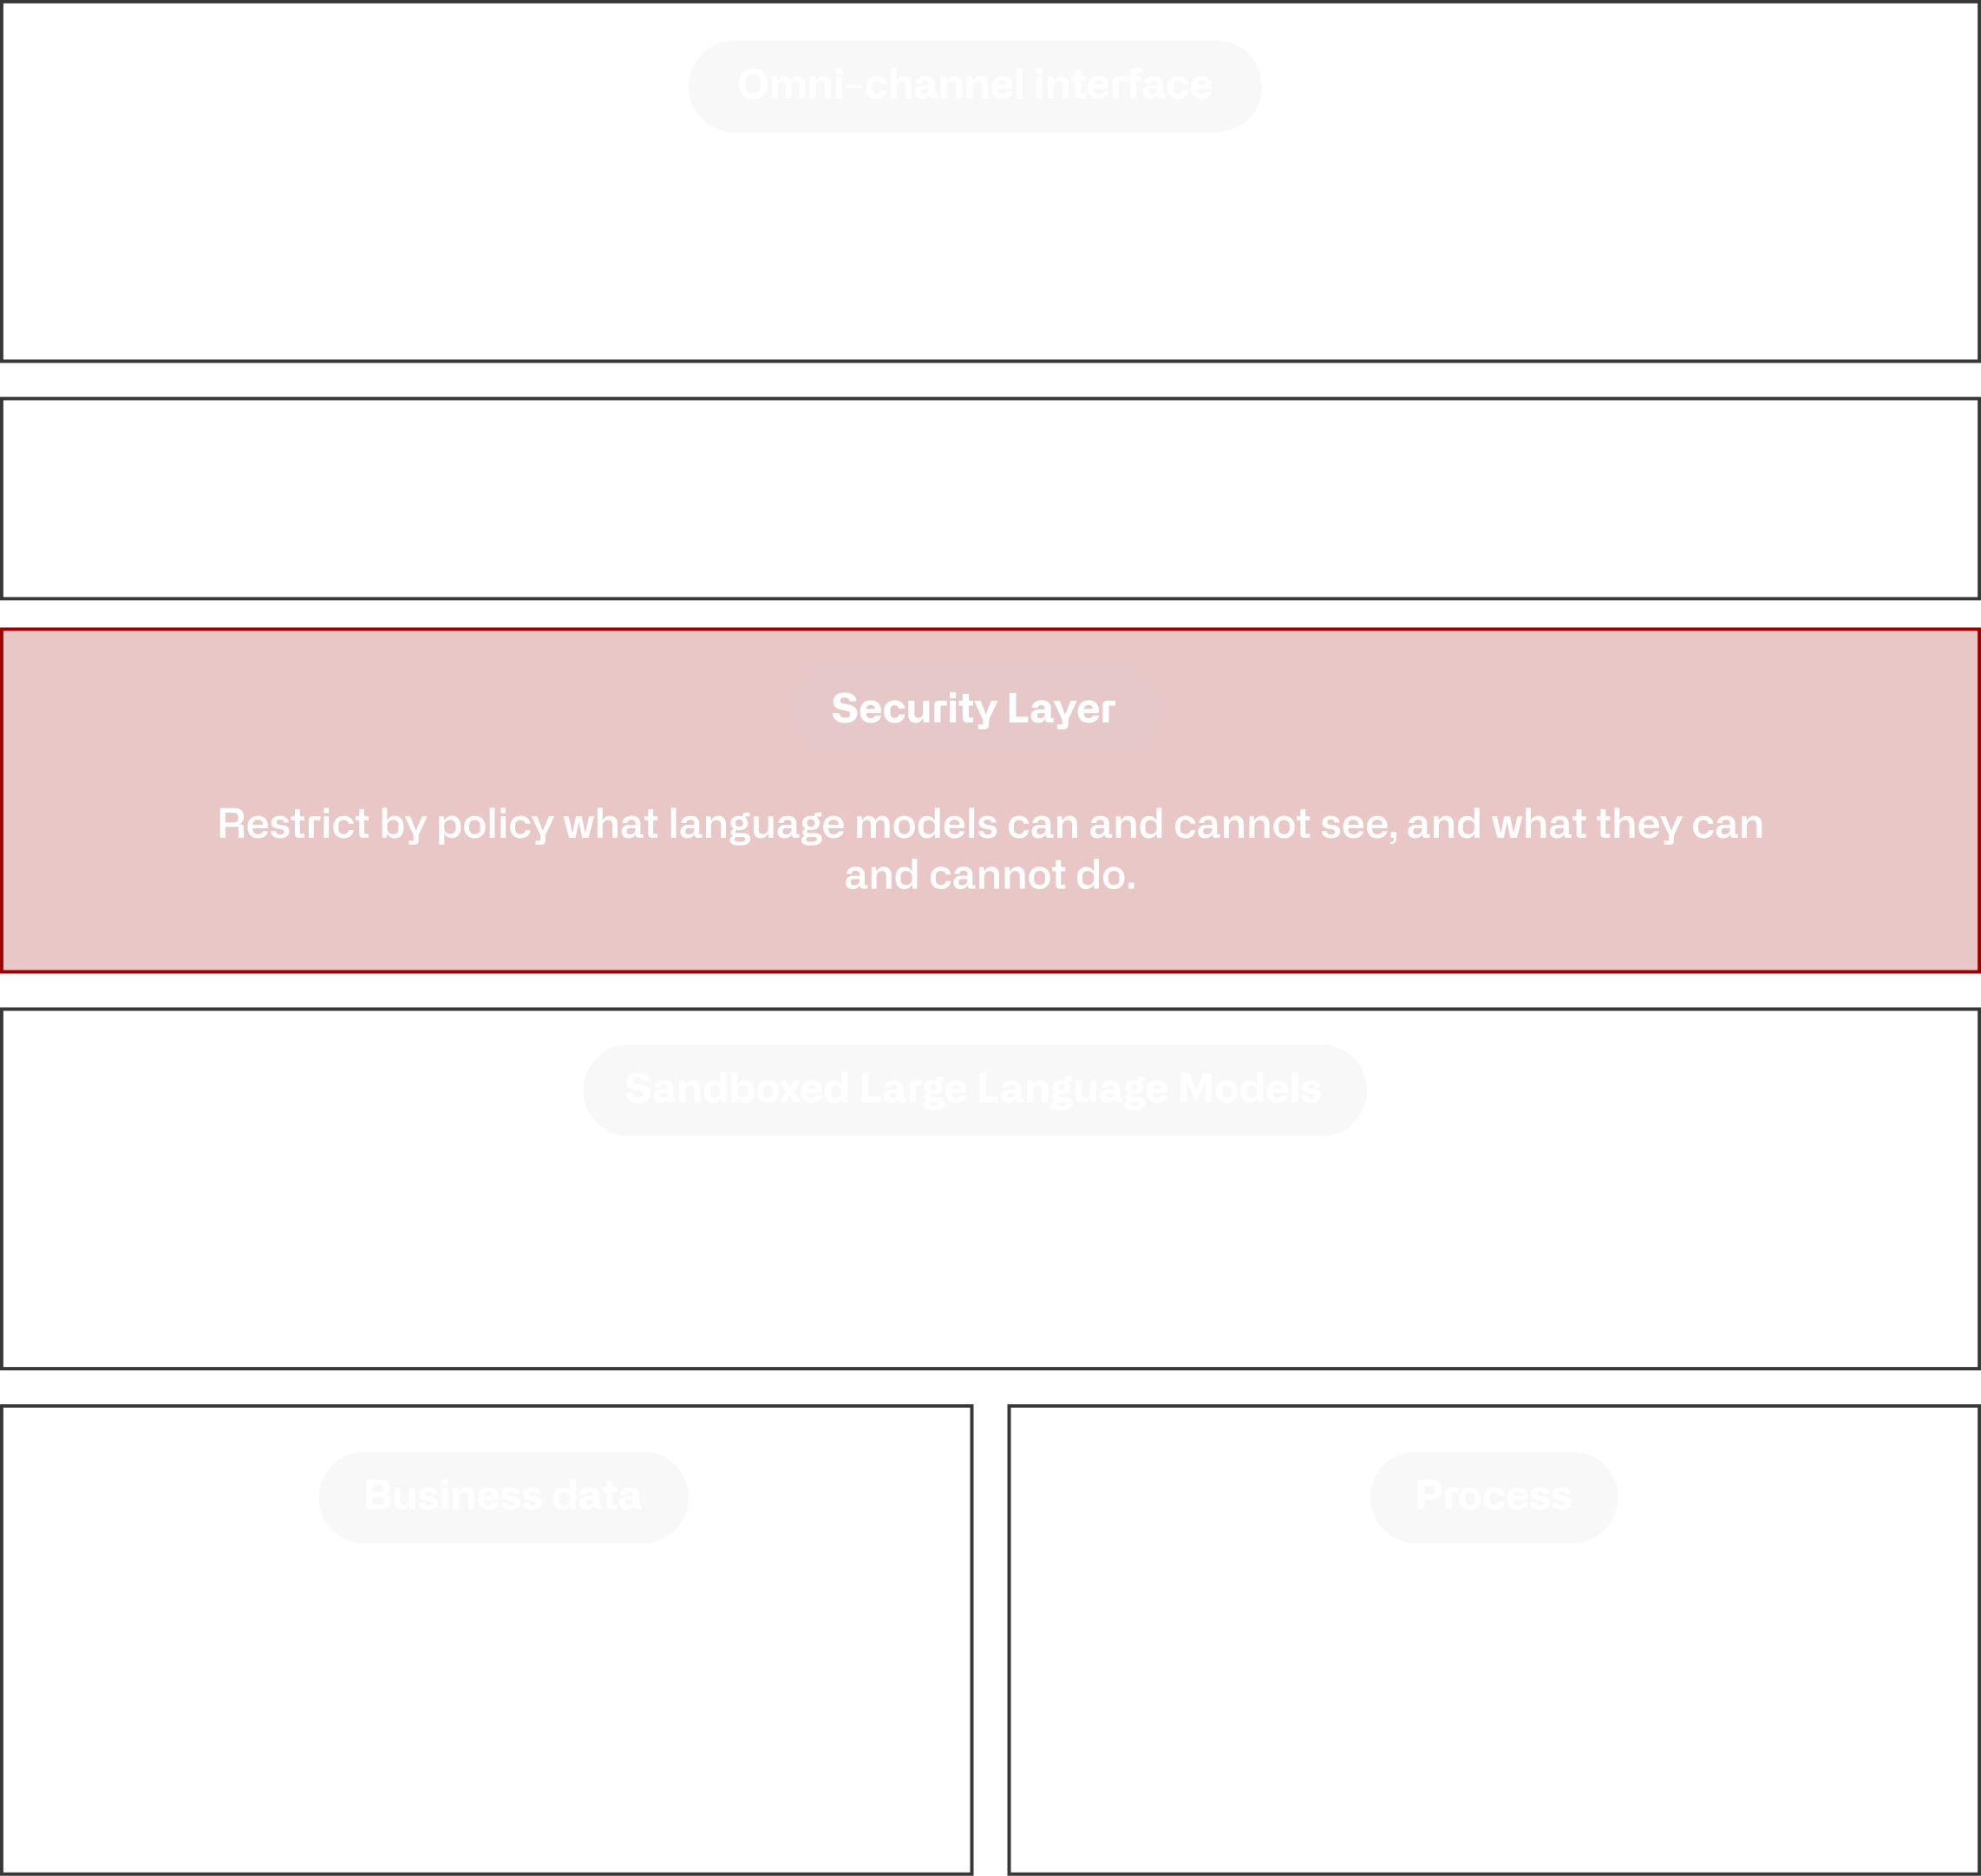 Omni-channel interface
Security Layer
Restrict by policy what language models can and cannot see, and what they can
and cannot do.
Sandboxed Large Language Models
Business data
Process